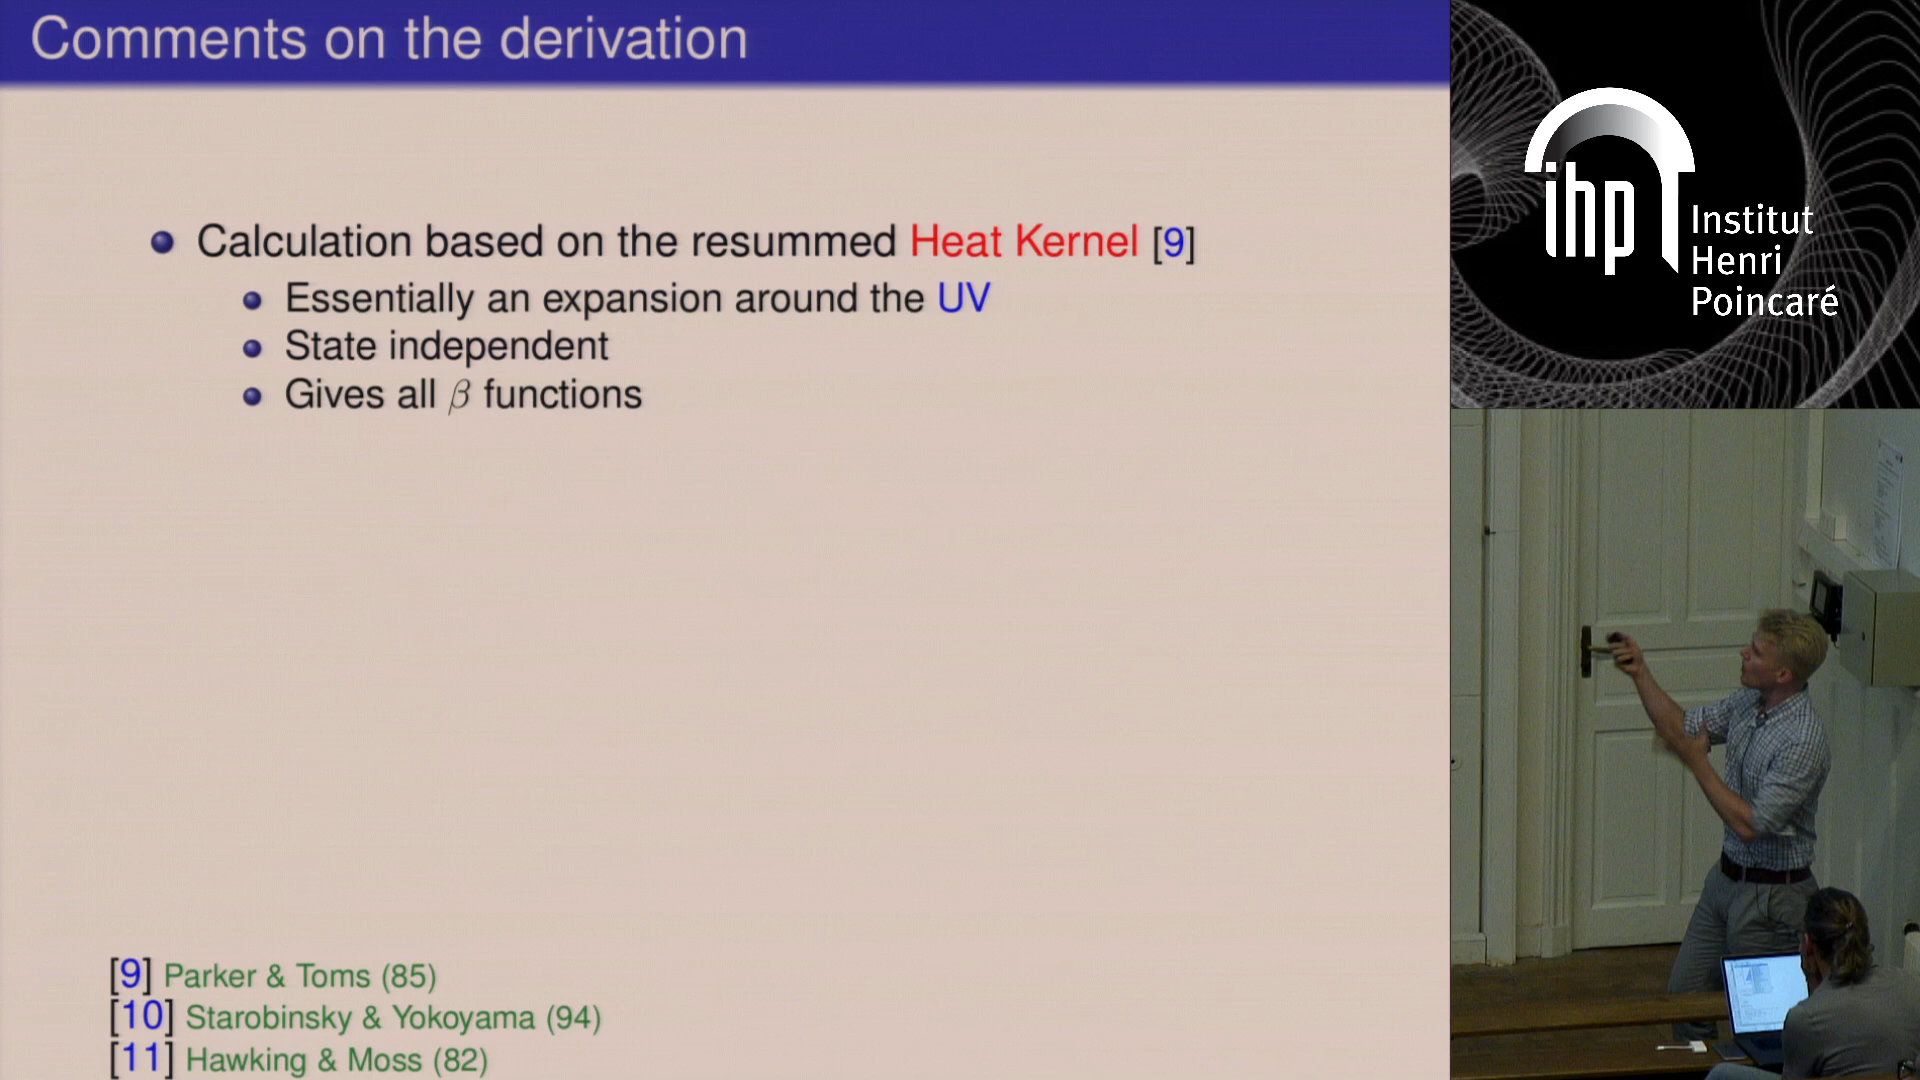 Comments on the derivation
Calculation based on the resummed Heat Kernel [9]
Essentially an expansion around the UV
State independent
Gives all β functions
[9] Parker & Toms (85)
[10] Starobinsky & Yokoyama (94)
[11] Hawking & Moss (82)
ihp
Institut
Henri
Poincaré